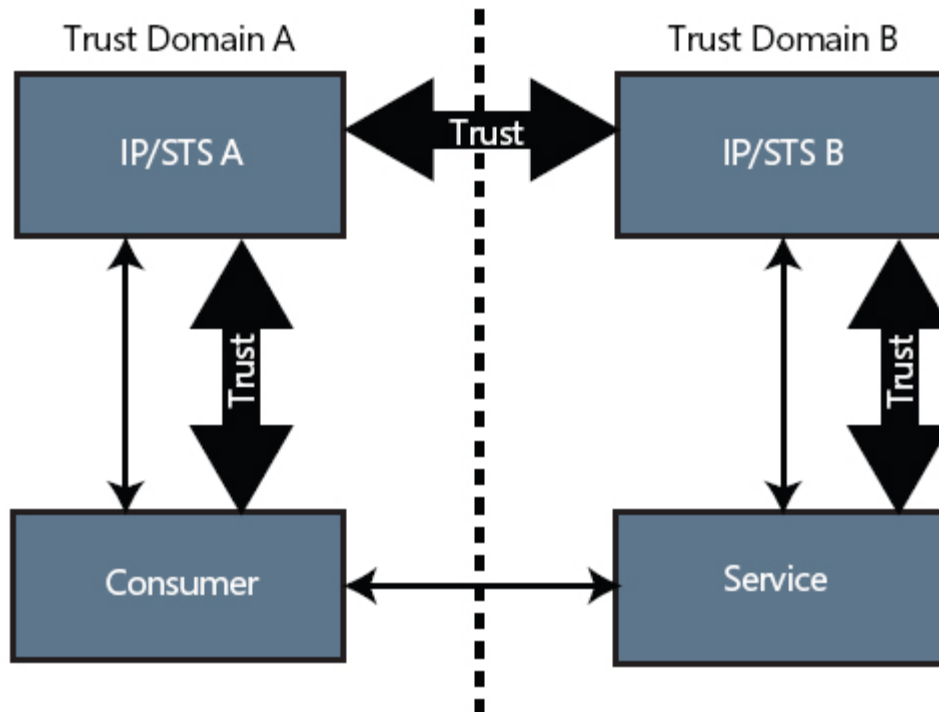 Trust Domain A
Trust Domain B
IP/STS A
Trust
IP/STS B
Trust
Trust
Consumer
Service